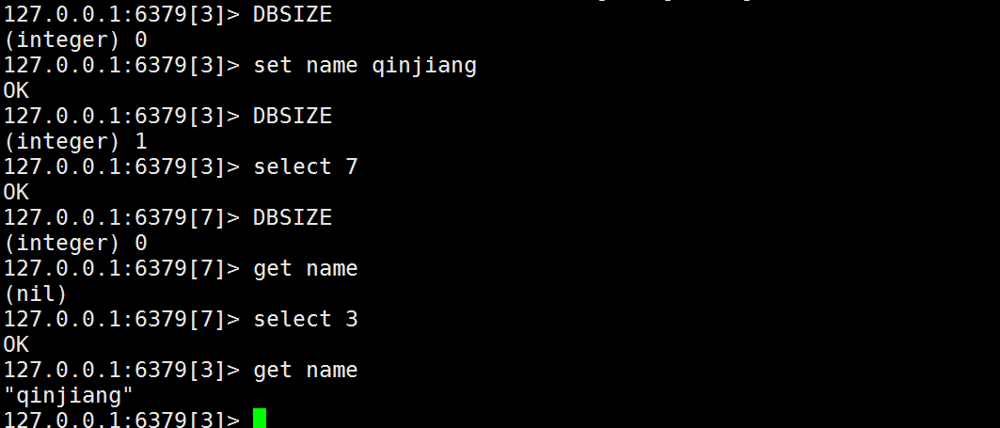 127.0.0.1:6379[3]> DBSIZE
(integer) 0
127.0.0.1:6379[3]> set name qinjiang
OK
127.0.0.1:6379[3]> DBSIZE
(integer) 1
127.0.0.1:6379[3]> select 7
OK
127.0.0.1:6379[7]> DBSIZE
(integer) 0
127.0.0.1:6379[7]> get name
(nil)
127.0.0.1:6379[7]> select 3
OK
127.0.0.1:6379[3]> get name
"qinjiang"
127.0.0.1:6379[3]>